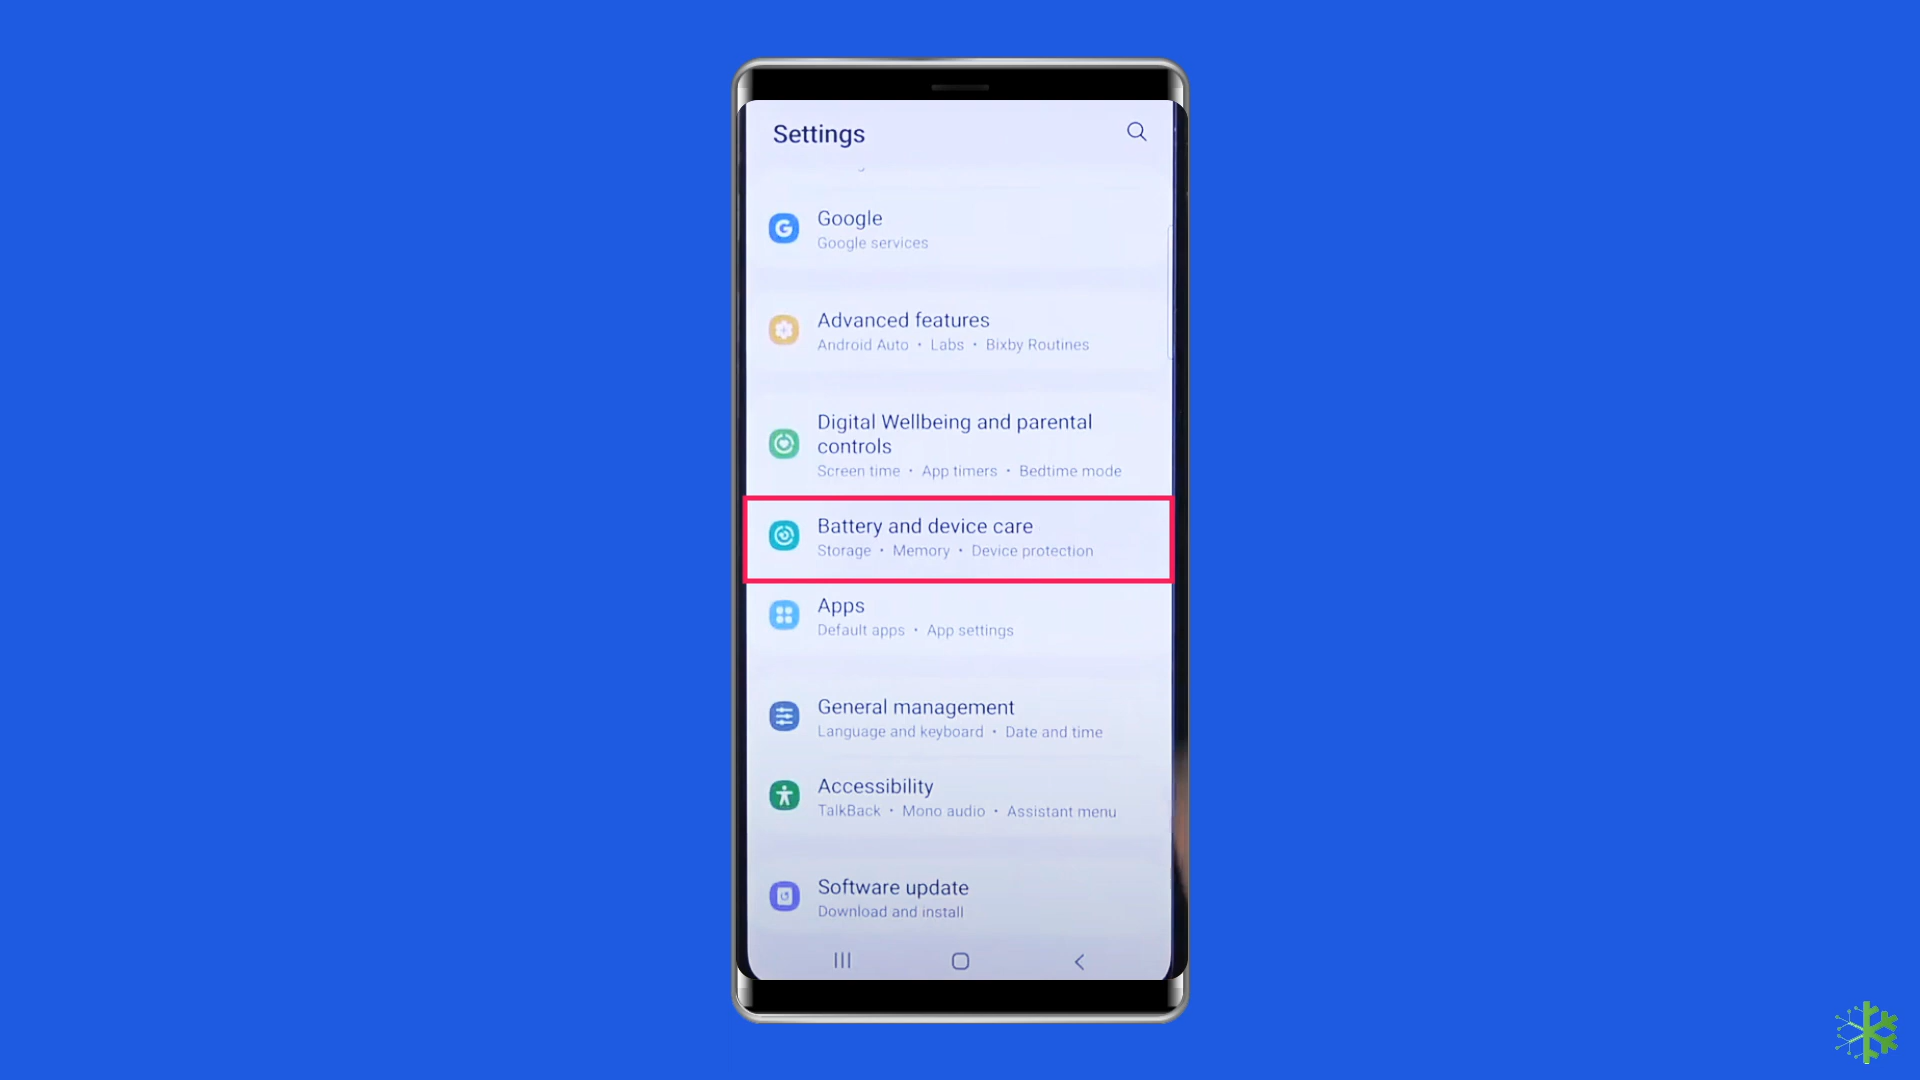 Settings
Google
Google services
Advanced features
Android Auto • Labs • Bixby Routines
Digital Wellbeing and parental
controls
Screen time • App timers • Bedtime mode
Battery and device care
Storage • Memory • Device protection
Apps
Default apps • App settings
General management
Language and keyboard • Date and time
Accessibility
TalkBack • Mono audio • Assistant menu
Software update
Download and install